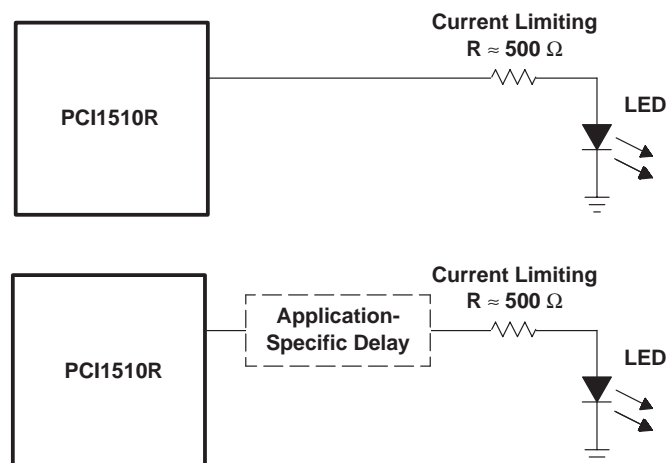 Current Limiting
R ≈ 500 Ω
PCI1510R
LED
Current Limiting
R ≈ 500 Ω
Application-
Specific Delay
PCI1510R
LED